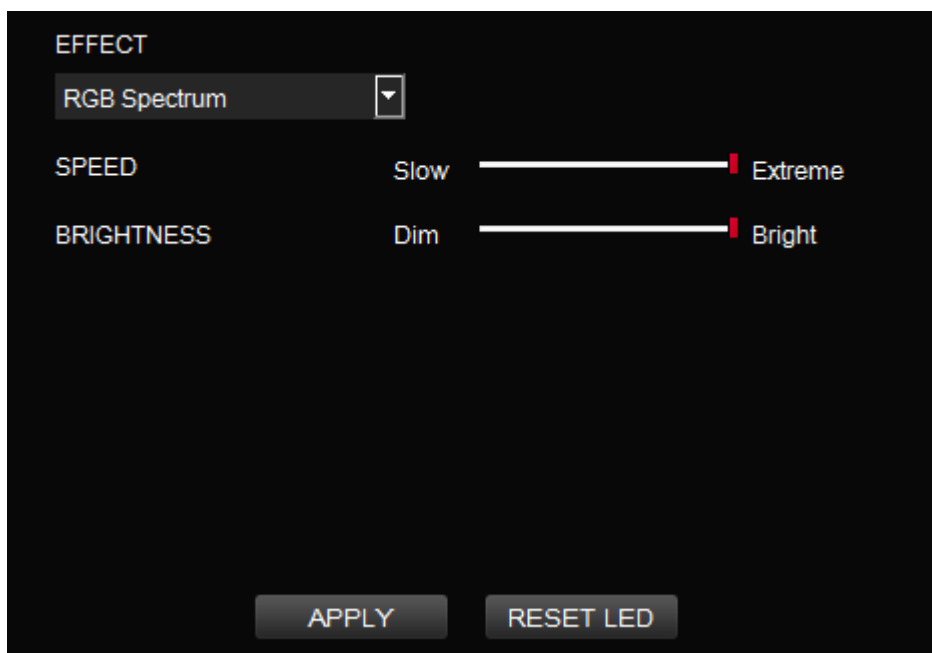 EFFECT
RGB Spectrum
SPEED Slow Extreme
BRIGHTNESS Dim Bright
APPLY RESET LED